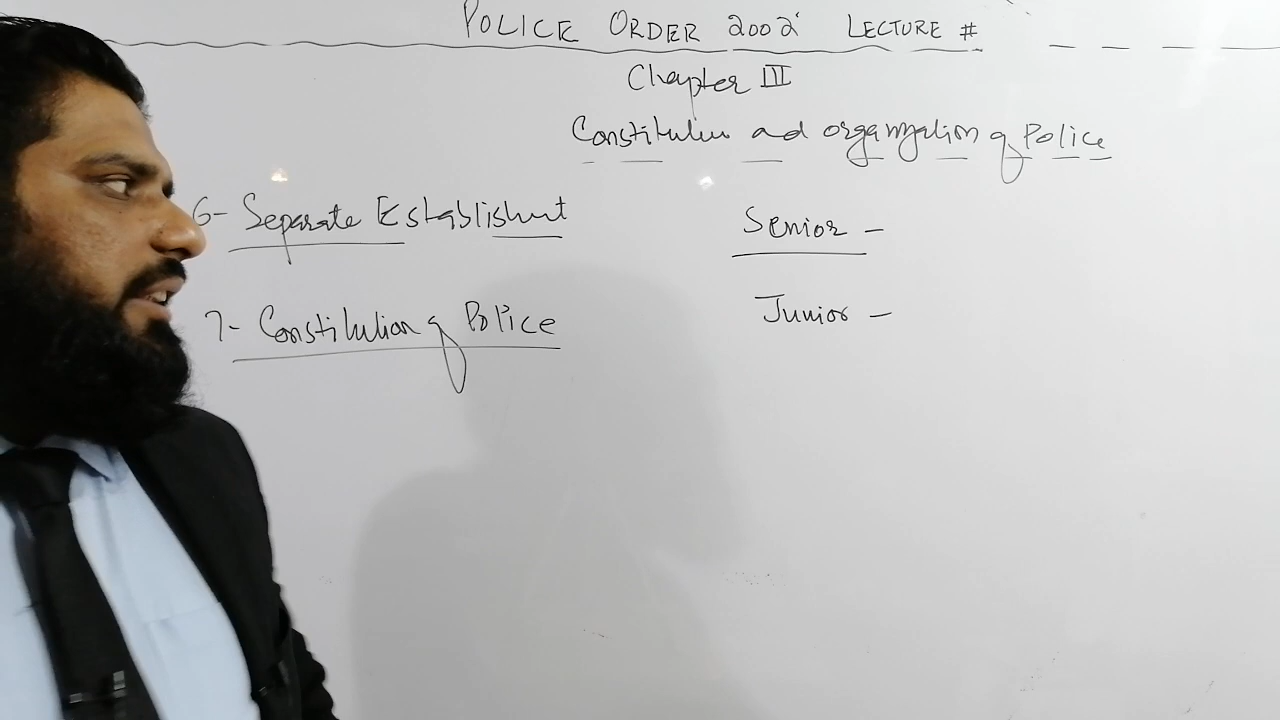 POLICE ORDER 2002 LECTURE #
Chapter III
Constitution and organization of Police
6- Separate Establishment
Senior -
7- Constitution of Police
Junior -